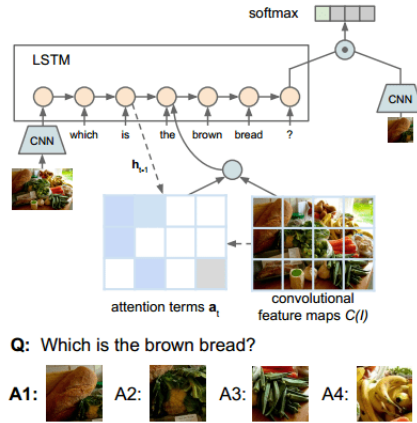 softmax
LSTM
CNN
which is the brown bread ?
CNN
h_{t-1}
attention terms a_t
convolutional
feature maps C(I)
Q: Which is the brown bread?
A1: A2: A3: A4: